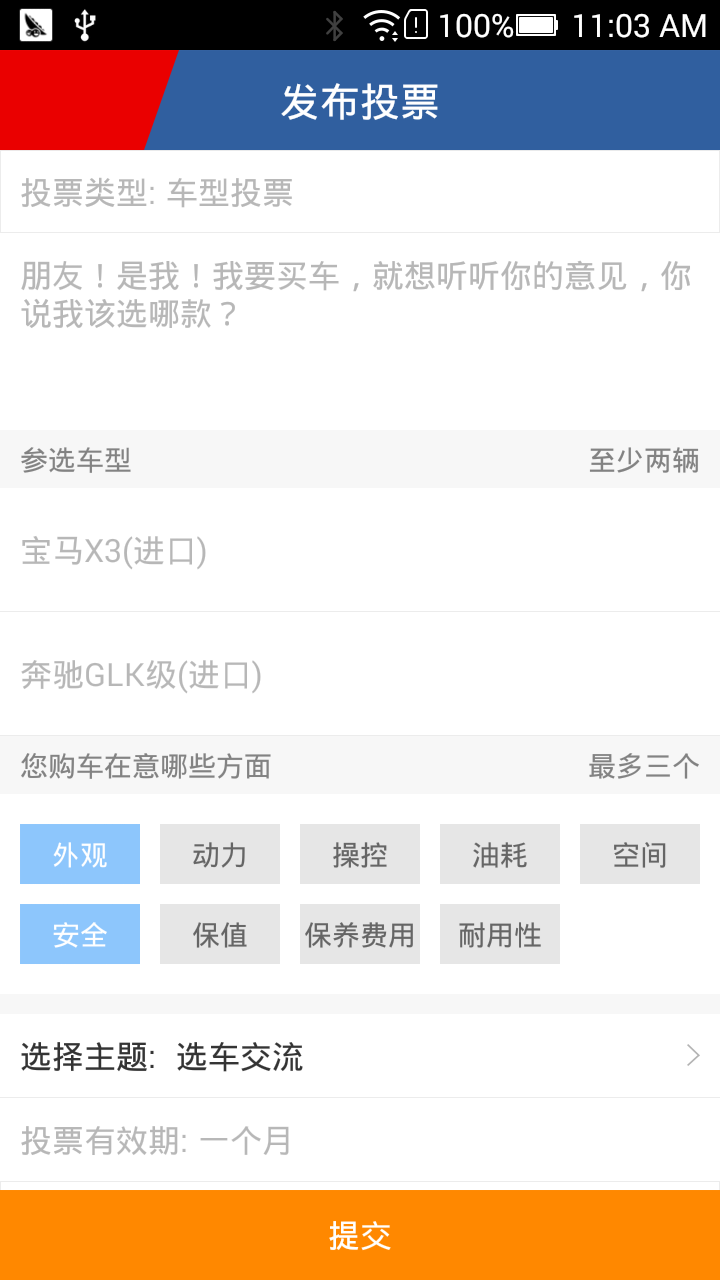 100% 11:03 AM
发布投票
投票类型: 车型投票
朋友！是我！我要买车，就想听听你的意见，你
说我该选哪款？
参选车型 至少两辆
宝马X3(进口)
奔驰GLK级(进口)
您购车在意哪些方面 最多三个
外观 动力 操控 油耗 空间
安全 保值 保养费用 耐用性
选择主题: 选车交流
投票有效期: 一个月
提交